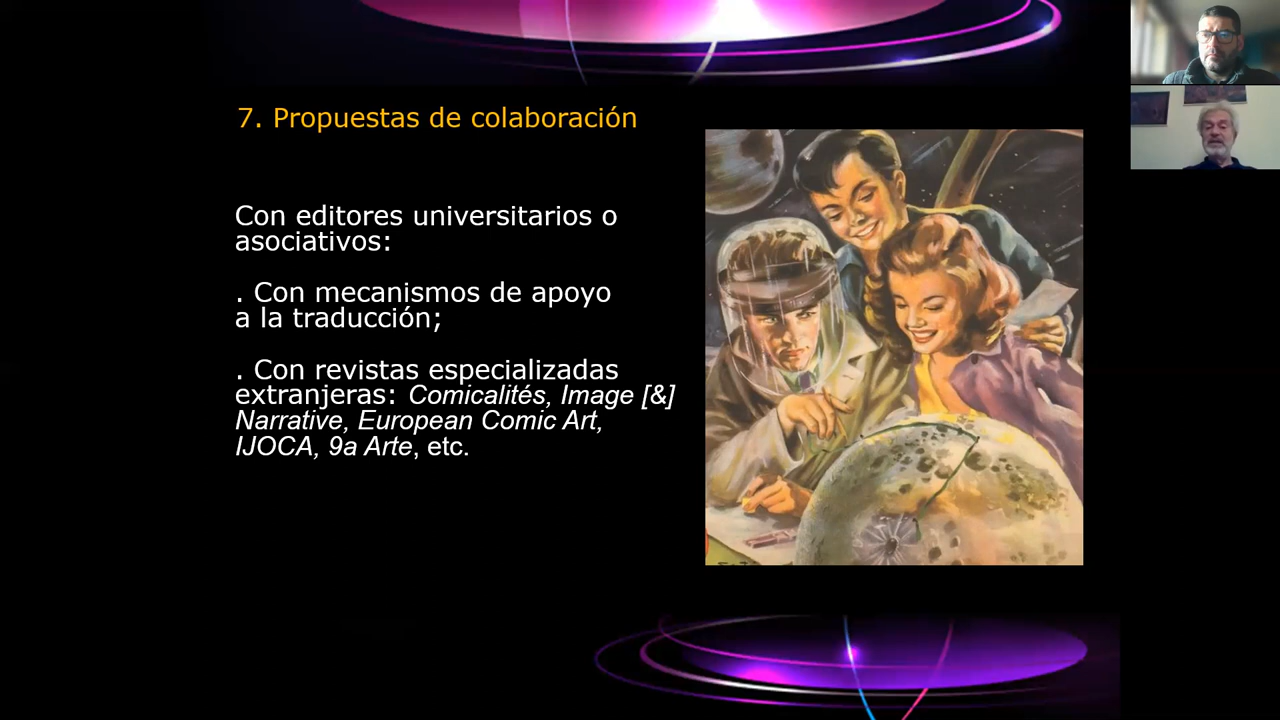 7. Propuestas de colaboración
Con editores universitarios o
asociativos:
. Con mecanismos de apoyo
a la traducción;
. Con revistas especializadas
extranjeras: Comicalités, Image [&]
Narrative, European Comic Art,
IJOCA, 9a Arte, etc.